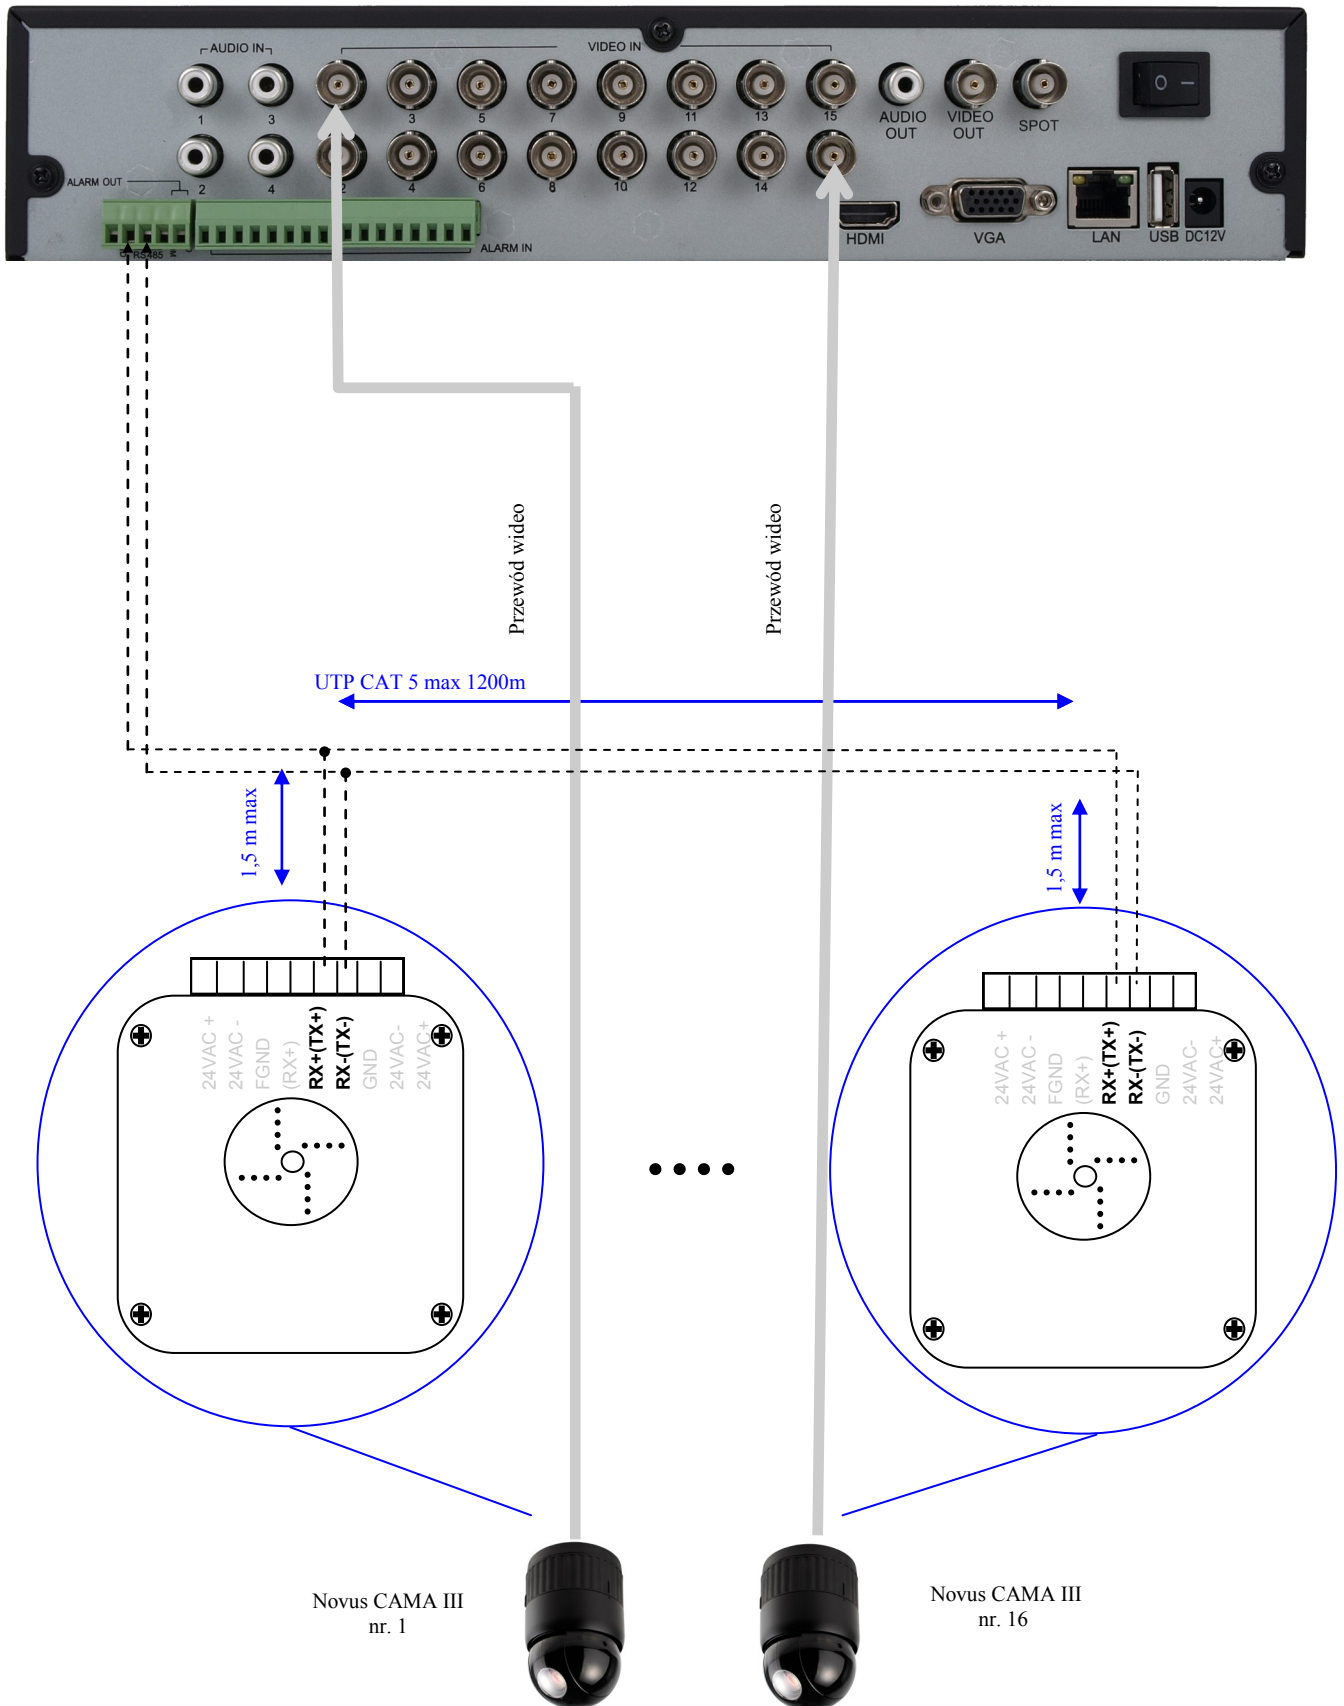 AUDIO IN
VIDEO IN
1
3
3
5
7
9
11
13
15
AUDIO OUT
VIDEO OUT
SPOT
O
ALARM OUT
2
4
2
4
6
8
10
12
14
RS485
ALARM IN
HDMI
VGA
LAN
USB
DC12V
Przewód wideo
Przewód wideo
UTP CAT 5 max 1200m
1,5 m max
1,5 m max
24VAC +
24VAC -
FGND
(RX+)
RX+(TX+)
RX-(TX-)
GND
24VAC-
24VAC+
24VAC +
24VAC -
FGND
(RX+)
RX+(TX+)
RX-(TX-)
GND
24VAC-
24VAC+
Novus CAMA III
nr. 1
Novus CAMA III
nr. 16